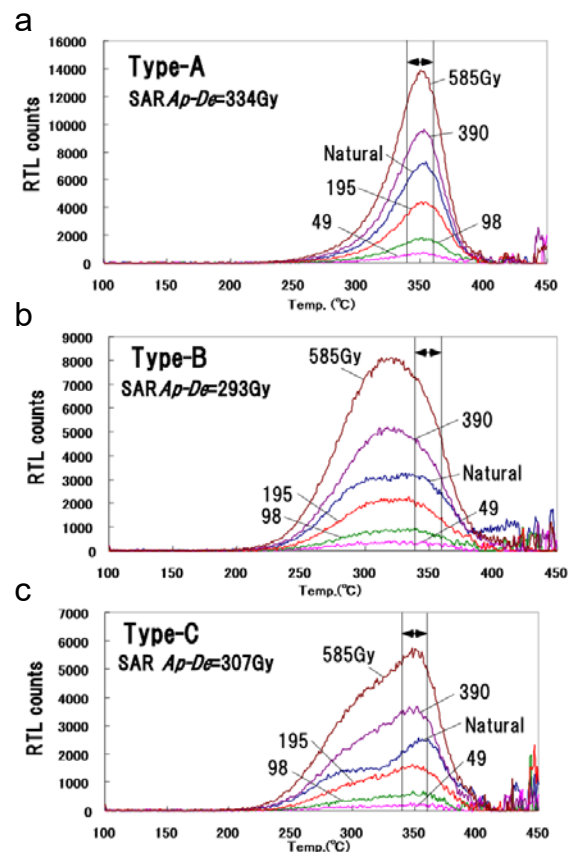 a
16000
14000
12000
10000
8000
6000
4000
2000
0
RTL counts
Type-A
SAR Ap-De=334Gy
585Gy
390
Natural
195
49
98
100 150 200 250 300 350 400 450
Temp. (℃)
b
10000
9000
8000
7000
6000
5000
4000
3000
2000
1000
0
RTL counts
Type-B
SAR Ap-De=293Gy
585Gy
390
Natural
195
98
49
100 150 200 250 300 350 400 450
Temp.(℃)
c
7000
6000
5000
4000
3000
2000
1000
0
RTL counts
Type-C
SAR Ap-De=307Gy
585Gy
390
Natural
195
49
98
100 150 200 250 300 350 400 450
Temp.(℃)